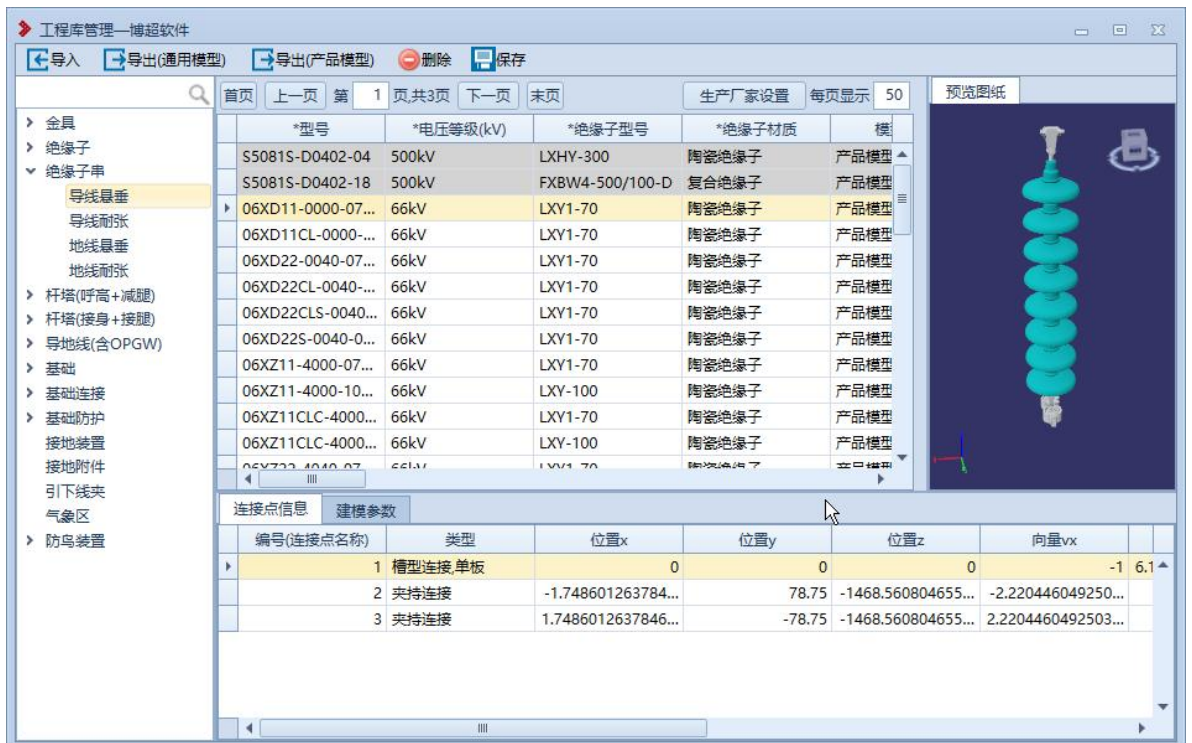 工程库管理—博超软件
导入 导出(通用模型) 导出(产品模型) 删除 保存
首页 上一页 第 1 页,共3页 下一页 末页 生产厂家设置 每页显示 50
预览图纸
金具
绝缘子
绝缘子串
导线悬垂
导线耐张
地线悬垂
地线耐张
杆塔(呼高+减腿)
杆塔(接身+接腿)
导地线(含OPGW)
基础
基础连接
基础防护
接地装置
接地附件
引下线夹
气象区
防鸟装置
*型号 *电压等级(kV) *绝缘子型号 *绝缘子材质 模
S5081S-D0402-04 500kV LXHY-300 陶瓷绝缘子 产品模型
S5081S-D0402-18 500kV FXBW4-500/100-D 复合绝缘子 产品模型
06XD11-0000-07... 66kV LXY1-70 陶瓷绝缘子 产品模型
06XD11CL-0000-... 66kV LXY1-70 陶瓷绝缘子 产品模型
06XD22-0040-07... 66kV LXY1-70 陶瓷绝缘子 产品模型
06XD22CL-0040-... 66kV LXY1-70 陶瓷绝缘子 产品模型
06XD22CLS-0040... 66kV LXY1-70 陶瓷绝缘子 产品模型
06XD22S-0040-0... 66kV LXY1-70 陶瓷绝缘子 产品模型
06XZ11-4000-07... 66kV LXY1-70 陶瓷绝缘子 产品模型
06XZ11-4000-10... 66kV LXY-100 陶瓷绝缘子 产品模型
06XZ11CLC-4000... 66kV LXY1-70 陶瓷绝缘子 产品模型
06XZ11CLC-4000... 66kV LXY-100 陶瓷绝缘子 产品模型
连接点信息 建模参数
编号(连接点名称) 类型 位置x 位置y 位置z 向量vx
1 槽型连接,单板 0 0 0 -1 6.1
2 夹持连接 -1.748601263784... 78.75 -1468.560804655... -2.220446049250...
3 夹持连接 1.7486012637846... -78.75 -1468.560804655... 2.2204460492503...